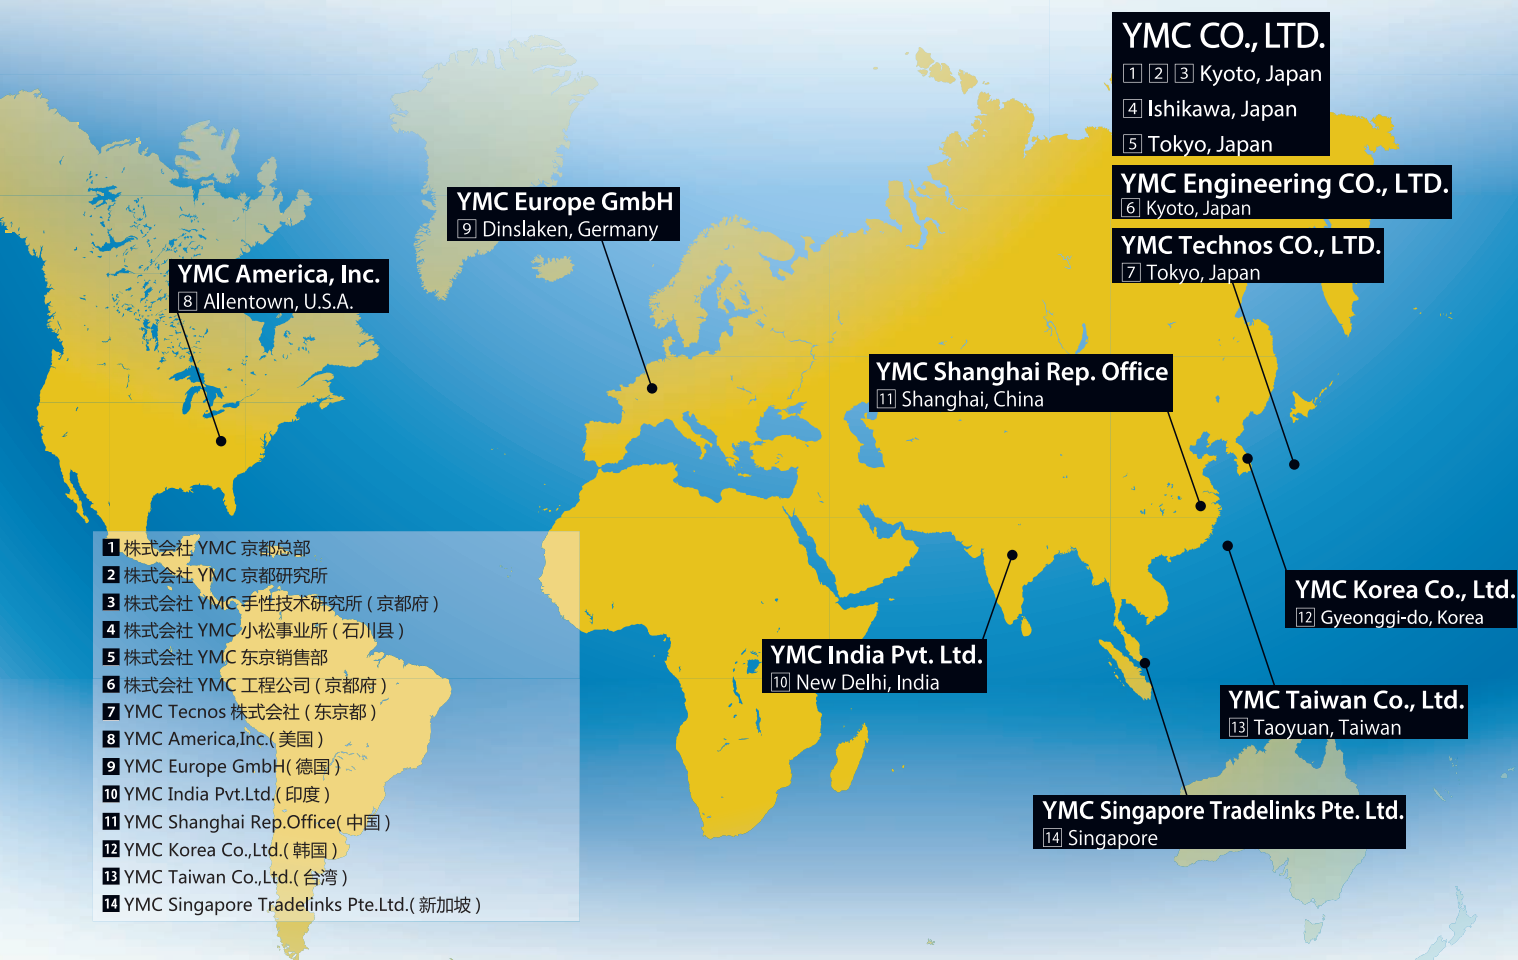 YMC CO., LTD.
1 2 3 Kyoto, Japan
4 Ishikawa, Japan
5 Tokyo, Japan
YMC Engineering CO., LTD.
6 Kyoto, Japan
YMC Technos CO., LTD.
7 Tokyo, Japan
YMC Europe GmbH
9 Dinslaken, Germany
YMC America, Inc.
8 Allentown, U.S.A.
YMC Shanghai Rep. Office
11 Shanghai, China
YMC Korea Co., Ltd.
12 Gyeonggi-do, Korea
YMC India Pvt. Ltd.
10 New Delhi, India
YMC Taiwan Co., Ltd.
13 Taoyuan, Taiwan
YMC Singapore Tradelinks Pte. Ltd.
14 Singapore
1 株式会社 YMC 京都总部
2 株式会社 YMC 京都研究所
3 株式会社 YMC 手性技术研究所 ( 京都府 )
4 株式会社 YMC 小松事业所 ( 石川县 )
5 株式会社 YMC 东京销售部
6 株式会社 YMC 工程公司 ( 京都府 )
7 YMC Tecnos 株式会社 ( 东京都 )
8 YMC America,Inc.( 美国 )
9 YMC Europe GmbH( 德国 )
10 YMC India Pvt.Ltd.( 印度 )
11 YMC Shanghai Rep.Office( 中国 )
12 YMC Korea Co.,Ltd.( 韩国 )
13 YMC Taiwan Co.,Ltd.( 台湾 )
14 YMC Singapore Tradelinks Pte.Ltd.( 新加坡 )